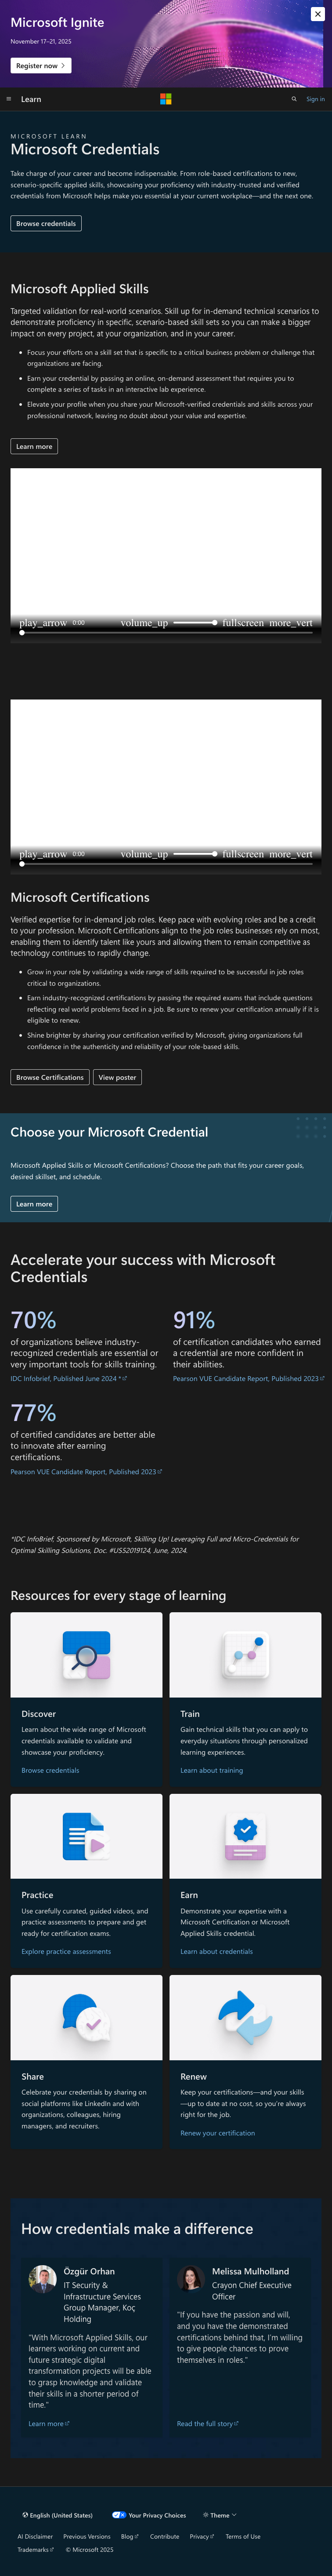 Microsoft Ignite
November 17–21, 2025
Register now
Learn
Sign in
MICROSOFT LEARN
Microsoft Credentials
Take charge of your career and become indispensable. From role-based certifications to new,
scenario-specific applied skills, showcasing your proficiency with industry-trusted and verified
credentials from Microsoft helps make you essential at your current workplace—and the next one.
Browse credentials
Microsoft Applied Skills
Targeted validation for real-world scenarios. Skill up for in-demand technical scenarios to
demonstrate proficiency in specific, scenario-based skill sets so you can make a bigger
impact on every project, at your organization, and in your career.
• Focus your efforts on a skill set that is specific to a critical business problem or challenge that
organizations are facing.
• Earn your credential by passing an online, on-demand assessment that requires you to
complete a series of tasks in an interactive lab experience.
• Elevate your profile when you share your Microsoft-verified credentials and skills across your
professional network, leaving no doubt about your value and expertise.
Learn more
play_arrow 0:00 volume_up fullscreen more_vert
play_arrow 0:00 volume_up fullscreen more_vert
Microsoft Certifications
Verified expertise for in-demand job roles. Keep pace with evolving roles and be a credit
to your profession. Microsoft Certifications align to the job roles businesses rely on most,
enabling them to identify talent like yours and allowing them to remain competitive as
technology continues to rapidly change.
• Grow in your role by validating a wide range of skills required to be successful in job roles
critical to organizations.
• Earn industry-recognized certifications by passing the required exams that include questions
reflecting real world problems faced in a job. Be sure to renew your certification annually if it is
eligible to renew.
• Shine brighter by sharing your certification verified by Microsoft, giving organizations full
confidence in the authenticity and reliability of your role-based skills.
Browse Certifications View poster
Choose your Microsoft Credential
Microsoft Applied Skills or Microsoft Certifications? Choose the path that fits your career goals,
desired skillset, and schedule.
Learn more
Accelerate your success with Microsoft
Credentials
70%
of organizations believe industry-
recognized credentials are essential or
very important tools for skills training.
IDC Infobrief, Published June 2024 *
91%
of certification candidates who earned
a credential are more confident in
their abilities.
Pearson VUE Candidate Report, Published 2023
77%
of certified candidates are better able
to innovate after earning
certifications.
Pearson VUE Candidate Report, Published 2023
*IDC InfoBrief, Sponsored by Microsoft, Skilling Up! Leveraging Full and Micro-Credentials for
Optimal Skilling Solutions, Doc. #US52019124, June, 2024.
Resources for every stage of learning
Discover
Learn about the wide range of Microsoft
credentials available to validate and
showcase your proficiency.
Browse credentials
Train
Gain technical skills that you can apply to
everyday situations through personalized
learning experiences.
Learn about training
Practice
Use carefully curated, guided videos, and
practice assessments to prepare and get
ready for certification exams.
Explore practice assessments
Earn
Demonstrate your expertise with a
Microsoft Certification or Microsoft
Applied Skills credential.
Learn about credentials
Share
Celebrate your credentials by sharing on
social platforms like LinkedIn and with
organizations, colleagues, hiring
managers, and recruiters.
Renew
Keep your certifications—and your skills
—up to date at no cost, so you're always
right for the job.
Renew your certification
How credentials make a difference
Özgür Orhan
IT Security &
Infrastructure Services
Group Manager, Koç
Holding
“With Microsoft Applied Skills, our
learners working on current and
future strategic digital
transformation projects will be able
to grasp knowledge and validate
their skills in a shorter period of
time.”
Learn more
Melissa Mulholland
Crayon Chief Executive
Officer
“If you have the passion and will,
and you have the demonstrated
certifications behind that, I'm willing
to give people chances to prove
themselves in roles.”
Read the full story
English (United States) Your Privacy Choices Theme
AI Disclaimer Previous Versions Blog Contribute Privacy Terms of Use
Trademarks © Microsoft 2025